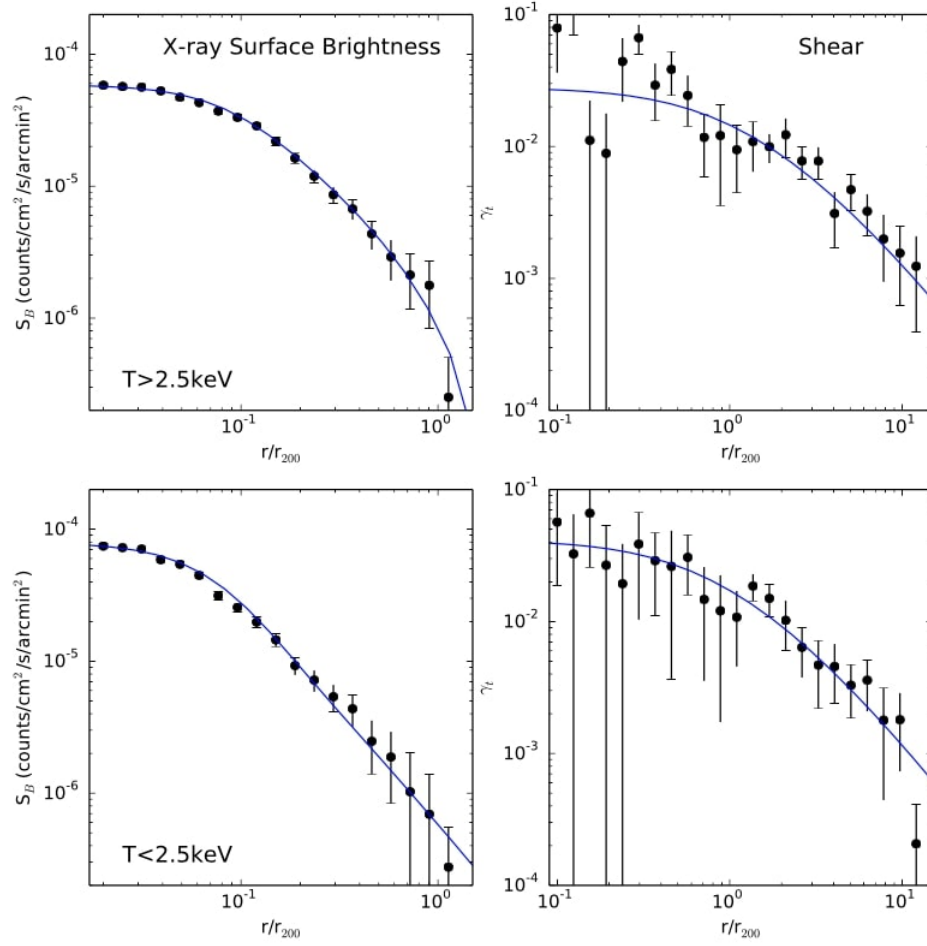 X-ray Surface Brightness
10⁻⁴
10⁻⁵
10⁻⁶
S_B (counts/cm²/s/arcmin²)
T>2.5keV
10⁻¹
10⁰
r/r₂₀₀
Shear
10⁻¹
10⁻²
10⁻³
10⁻⁴
γₜ
10⁻¹
10⁰
10¹
r/r₂₀₀
10⁻⁴
10⁻⁵
10⁻⁶
S_B (counts/cm²/s/arcmin²)
T<2.5keV
10⁻¹
10⁰
r/r₂₀₀
10⁻¹
10⁻²
10⁻³
10⁻⁴
γₜ
10⁻¹
10⁰
10¹
r/r₂₀₀